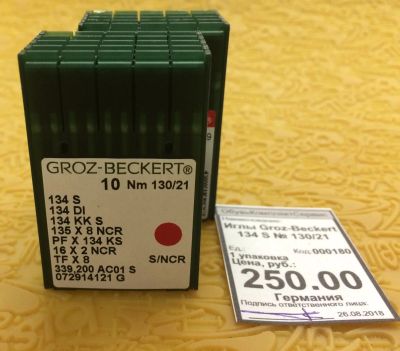 GROZ-BECKERT®
10 Nm 130/21
134 S
134 DI
134 KK S
135 X 8 NCR
PF X 134 KS
16 X 2 NCR
TF X 8
S/NCR
339.200 AC01 S
072914121 G
ОбувьКомплектСервис
Иглы Groz-Beckert
134 S № 130/21
Ед.:
Код: 000180
1 упаковка
Цена, руб.:
250.00
Германия
Подпись ответственного лица:
26.08.2018